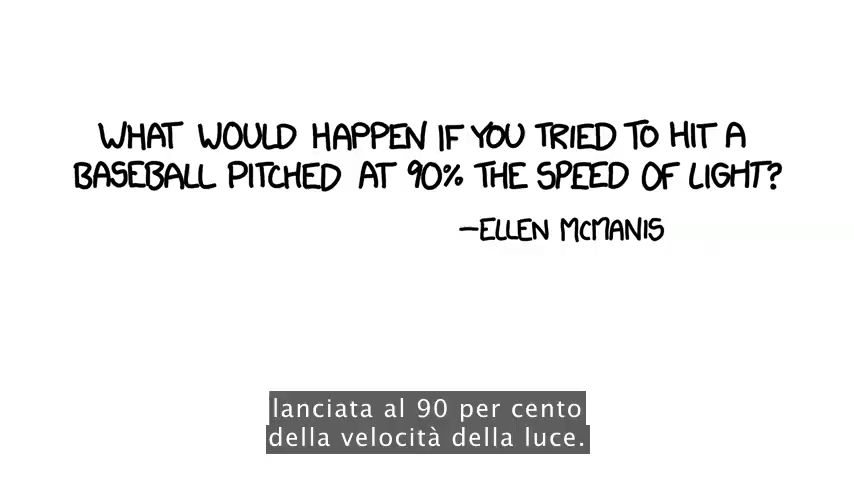 WHAT WOULD HAPPEN IF YOU TRIED TO HIT A
BASEBALL PITCHED AT 90% THE SPEED OF LIGHT?
—ELLEN MCMANIS
lanciata al 90 per cento
della velocità della luce.